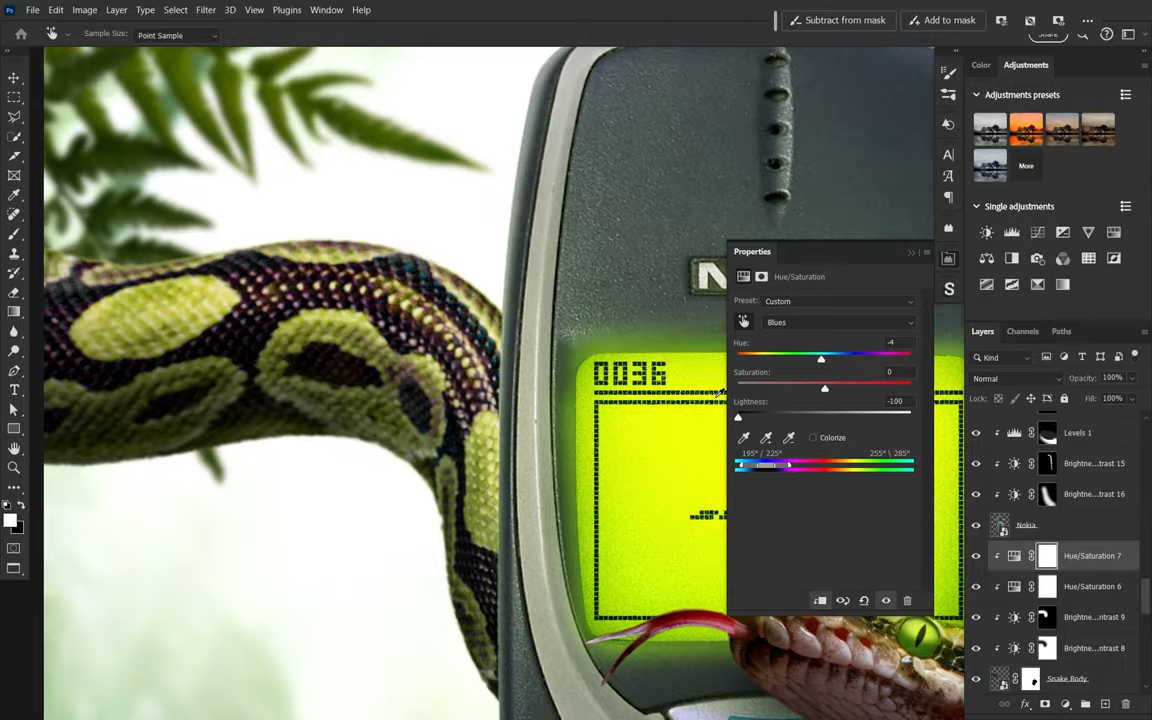 Ps File Edit Image Layer Type Select Filter 3D View Plugins Window Help
Subtract from mask Add to mask
Sample Size: Point Sample
Share
Color Adjustments
Adjustments presets
More
Single adjustments
A|
A
S
N
0036
Properties
Hue/Saturation
Preset: Custom
Blues
Hue: -4
Saturation: 0
Lightness: -100
Colorize
195°/ 225° 255°\ 285°
Layers Channels Paths
Kind
Normal Opacity: 100%
Lock: Fill: 100%
Levels 1
Brightne...trast 15
Brightne...trast 16
Nokia
Hue/Saturation 7
Hue/Saturation 6
Brightne...ntrast 9
Brightne...ntrast 8
Snake Body
fx